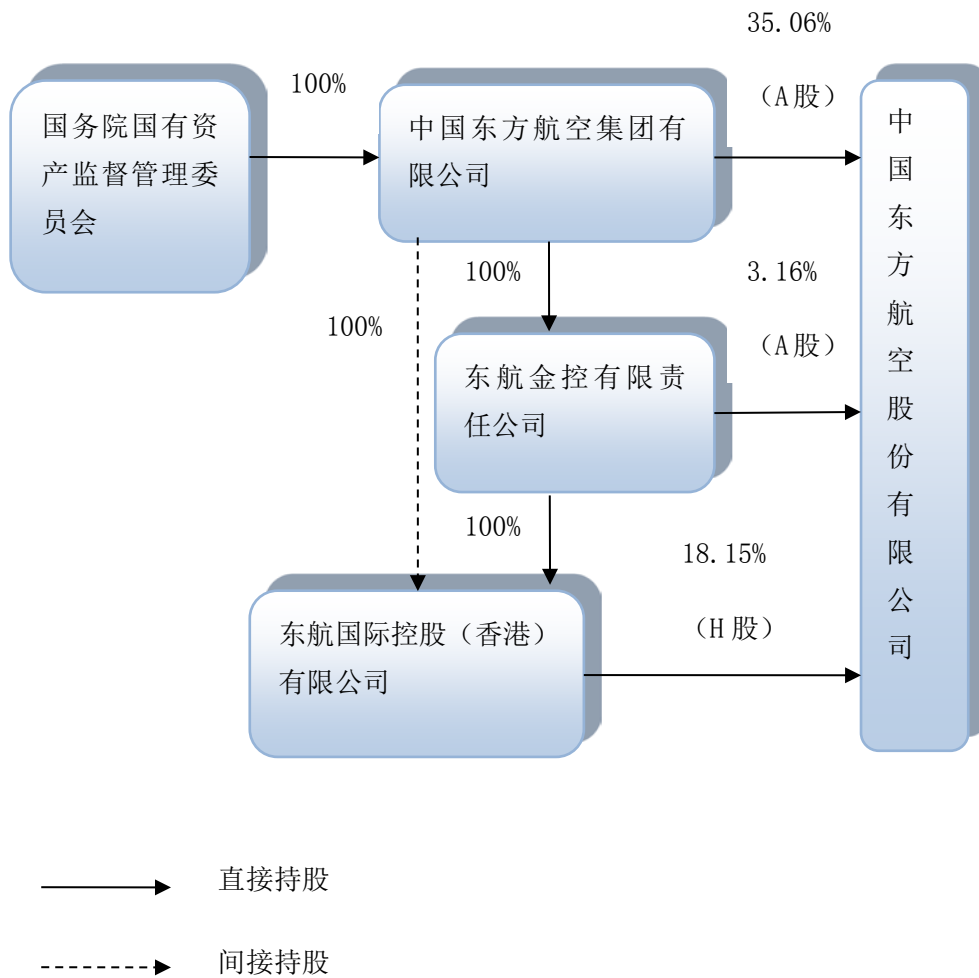 35.06%
100%
（A股）
国务院国有资
产监督管理委
员会
中国东方航空集团有
限公司
中
国
东
方
航
空
股
份
有
限
公
司
100%
3.16%
100%
（A股）
东航金控有限责
任公司
100%
18.15%
（H股）
东航国际控股（香港）
有限公司
直接持股
间接持股